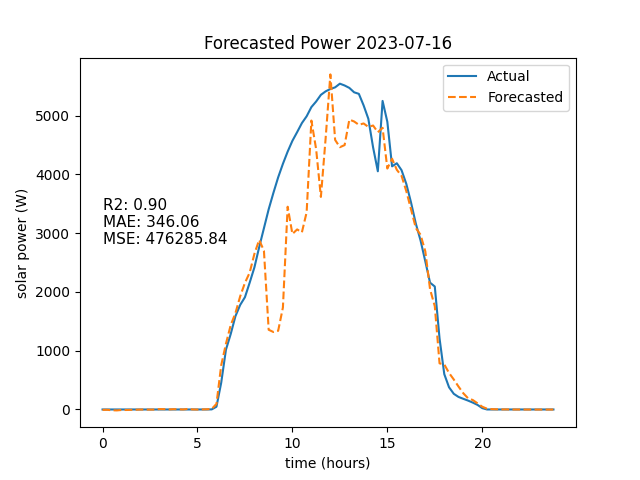 Forecasted Power 2023-07-16
Actual
Forecasted
R2: 0.90
MAE: 346.06
MSE: 476285.84
solar power (W)
5000
4000
3000
2000
1000
0
0 5 10 15 20
time (hours)